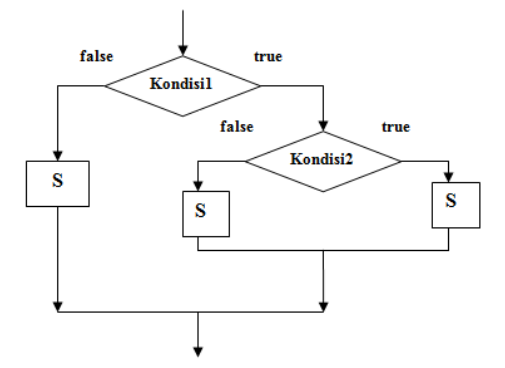 false
true
Kondisi1
false
true
Kondisi2
S
S
S